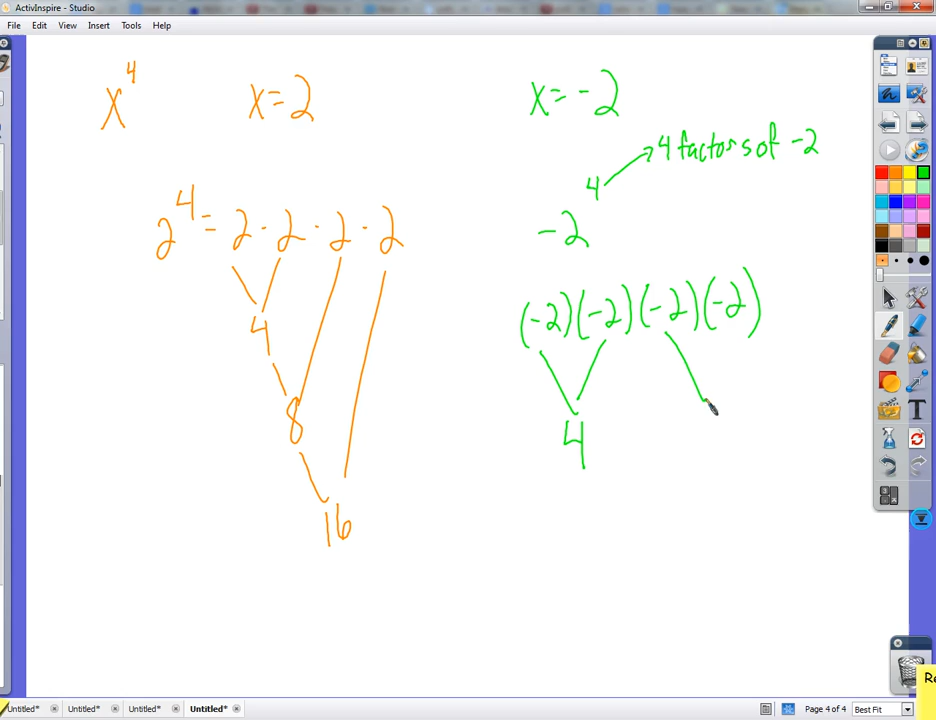 ActivInspire - Studio
File Edit View Insert Tools Help
x⁴ x=2 x=-2
4 factors of -2
2⁴= 2 · 2 · 2 · 2
-2⁴
(-2)(-2)(-2)(-2)
4
8
4
16
Re
Untitled* Untitled* Untitled* Untitled* Page 4 of 4 Best Fit